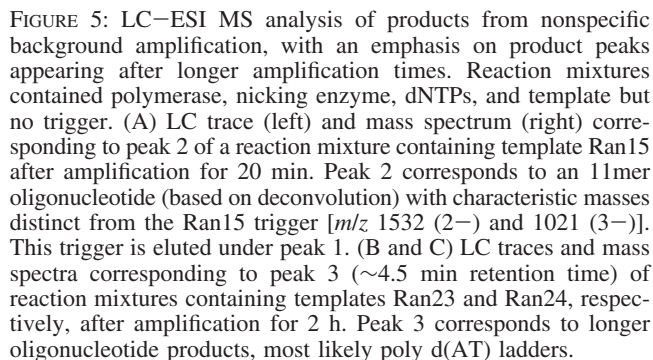 FIGURE 5: LC−ESI MS analysis of products from nonspecific
background amplification, with an emphasis on product peaks
appearing after longer amplification times. Reaction mixtures
contained polymerase, nicking enzyme, dNTPs, and template but
no trigger. (A) LC trace (left) and mass spectrum (right) corre-
sponding to peak 2 of a reaction mixture containing template Ran15
after amplification for 20 min. Peak 2 corresponds to an 11mer
oligonucleotide (based on deconvolution) with characteristic masses
distinct from the Ran15 trigger [m/z 1532 (2−) and 1021 (3−)].
This trigger is eluted under peak 1. (B and C) LC traces and mass
spectra corresponding to peak 3 (∼4.5 min retention time) of
reaction mixtures containing templates Ran23 and Ran24, respec-
tively, after amplification for 2 h. Peak 3 corresponds to longer
oligonucleotide products, most likely poly d(AT) ladders.